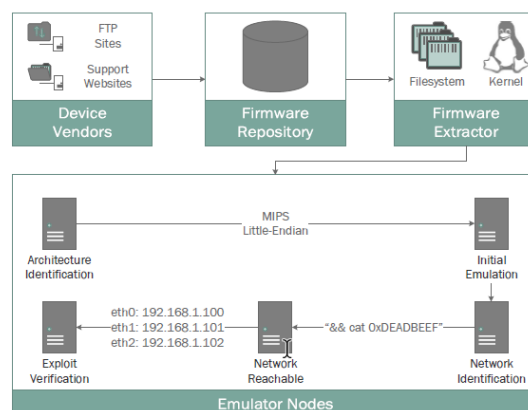 FTP
Sites
Support
Websites
Device
Vendors
Firmware
Repository
Filesystem
Kernel
Firmware
Extractor
MIPS
Little-Endian
Architecture
Identification
Initial
Emulation
eth0: 192.168.1.100
eth1: 192.168.1.101
eth2: 192.168.1.102
"&& cat 0xDEADBEEF"
Exploit
Verification
Network
Reachable
Network
Identification
Emulator Nodes